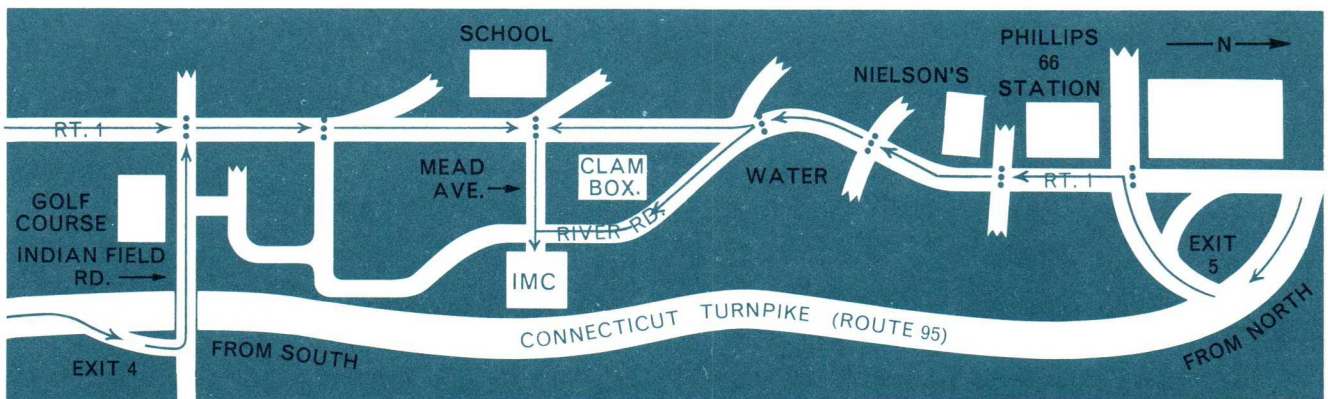 SCHOOL
PHILLIPS
66
STATION
N
NIELSON'S
RT. 1
MEAD
AVE.
CLAM
BOX.
WATER
RT. 1
GOLF
COURSE
INDIAN FIELD
RD.
RIVER RD.
IMC
EXIT
5
CONNECTICUT TURNPIKE (ROUTE 95)
FROM SOUTH
EXIT 4
FROM NORTH